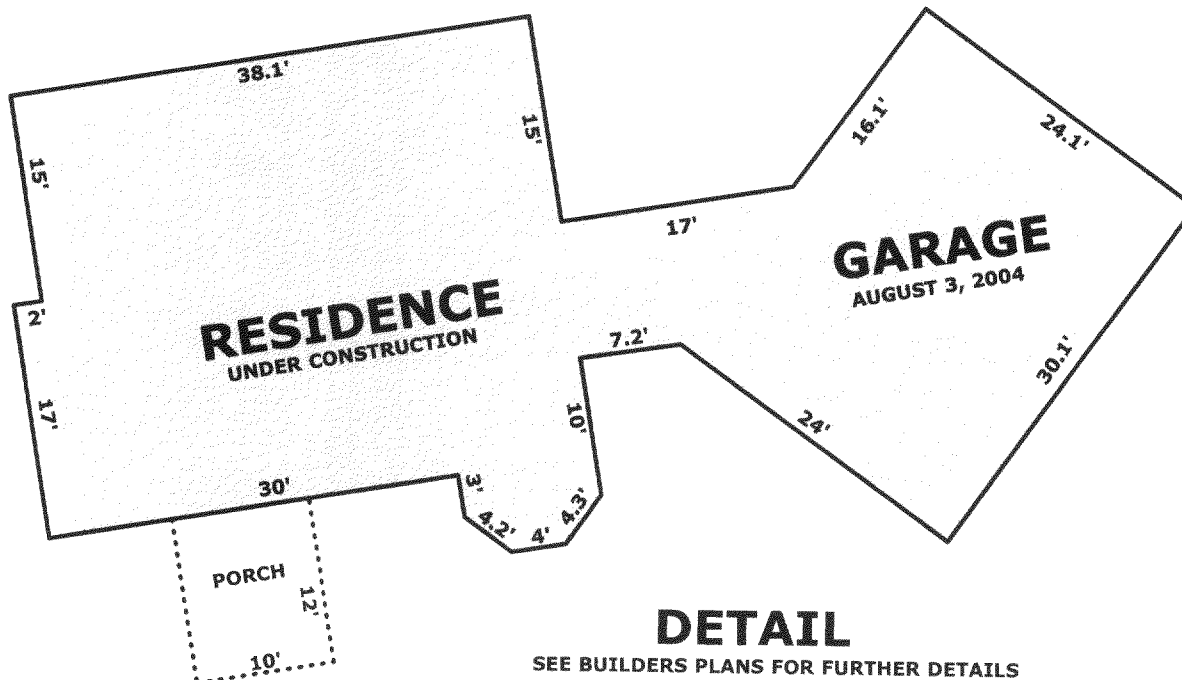 38.1'
15'
15'
16.1'
24.1'
17'
GARAGE
AUGUST 3, 2004
2'
RESIDENCE
UNDER CONSTRUCTION
7.2'
30.1'
17'
10'
24'
30'
3'
4.2'
4'
4.3'
PORCH
12'
10'
DETAIL
SEE BUILDERS PLANS FOR FURTHER DETAILS